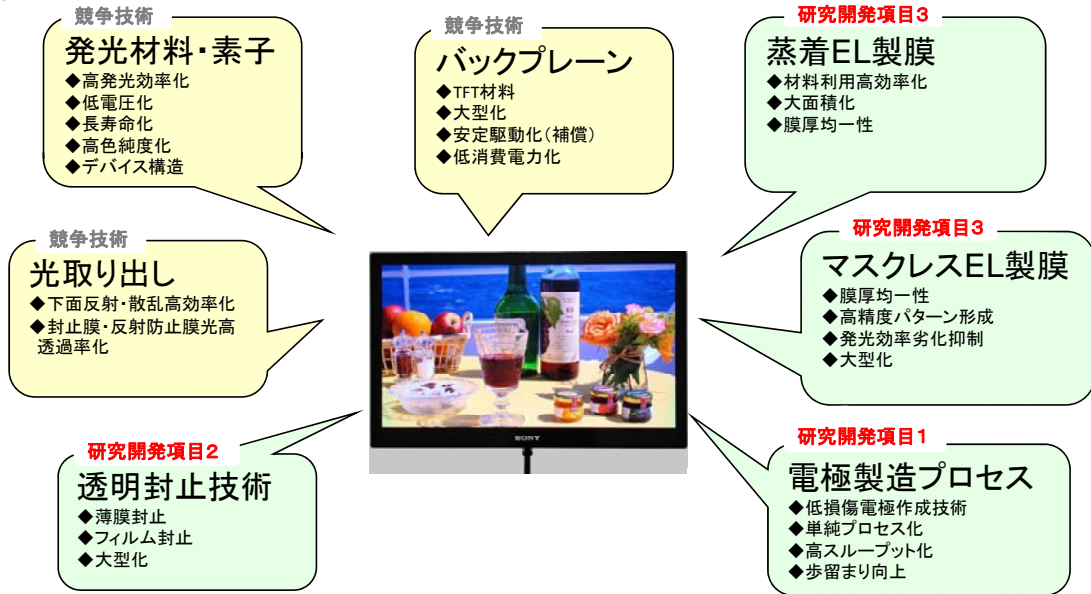 競争技術
発光材料・素子
◆高発光効率化
◆低電圧化
◆長寿命化
◆高色純度化
◆デバイス構造
競争技術
バックプレーン
◆TFT材料
◆大型化
◆安定駆動化(補償)
◆低消費電力化
研究開発項目3
蒸着EL製膜
◆材料利用高効率化
◆大面積化
◆膜厚均一性
競争技術
光取り出し
◆下面反射・散乱高効率化
◆封止膜・反射防止膜光高
透過率化
研究開発項目3
マスクレスEL製膜
◆膜厚均一性
◆高精度パターン形成
◆発光効率劣化抑制
◆大型化
SONY
研究開発項目2
透明封止技術
◆薄膜封止
◆フィルム封止
◆大型化
研究開発項目1
電極製造プロセス
◆低損傷電極作成技術
◆単純プロセス化
◆高スループット化
◆歩留まり向上